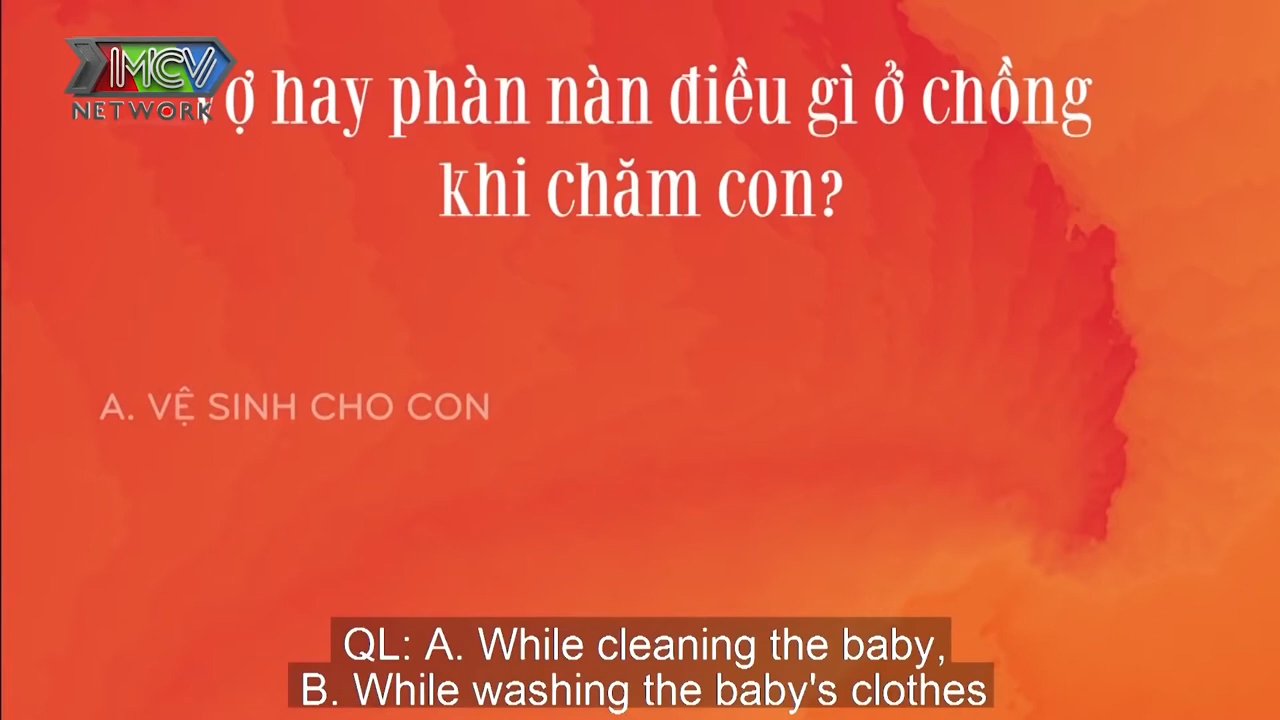 MCV
NETWORK
ợ hay phàn nàn điều gì ở chồng
khi chăm con?
A. VỆ SINH CHO CON
QL: A. While cleaning the baby,
B. While washing the baby's clothes